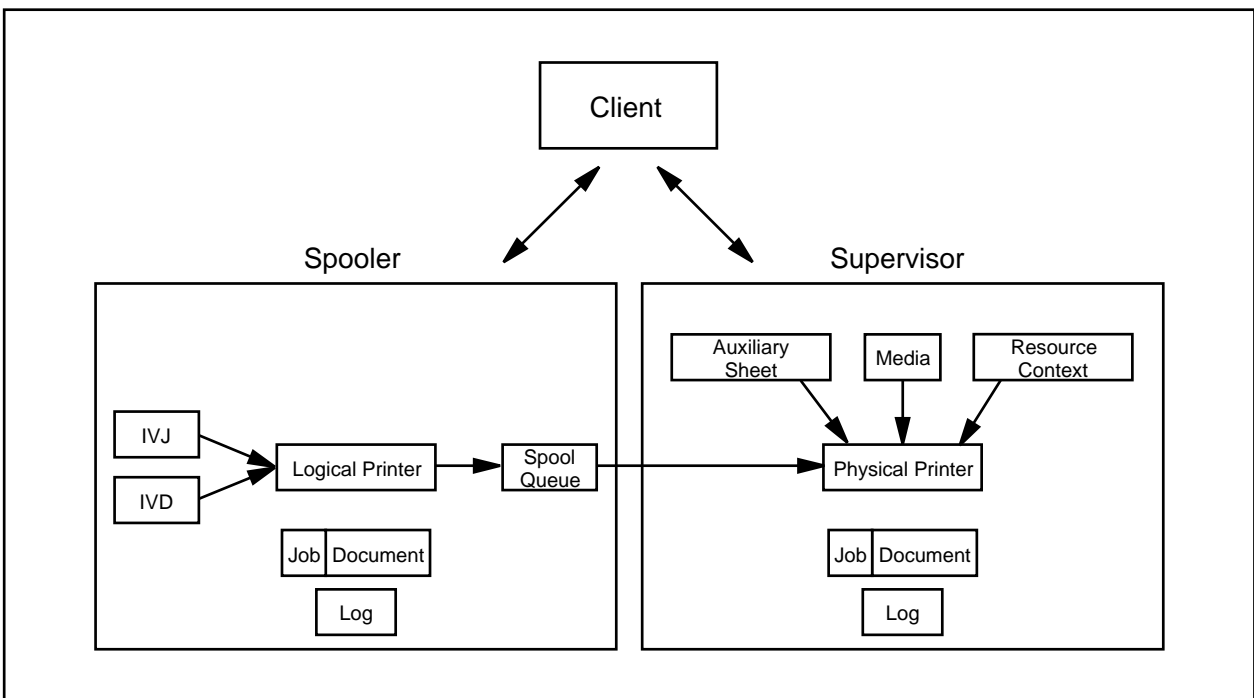 Client
Spooler
Supervisor
Auxiliary
Sheet
Media
Resource
Context
IVJ
IVD
Logical Printer
Spool
Queue
Physical Printer
Job
Document
Job
Document
Log
Log